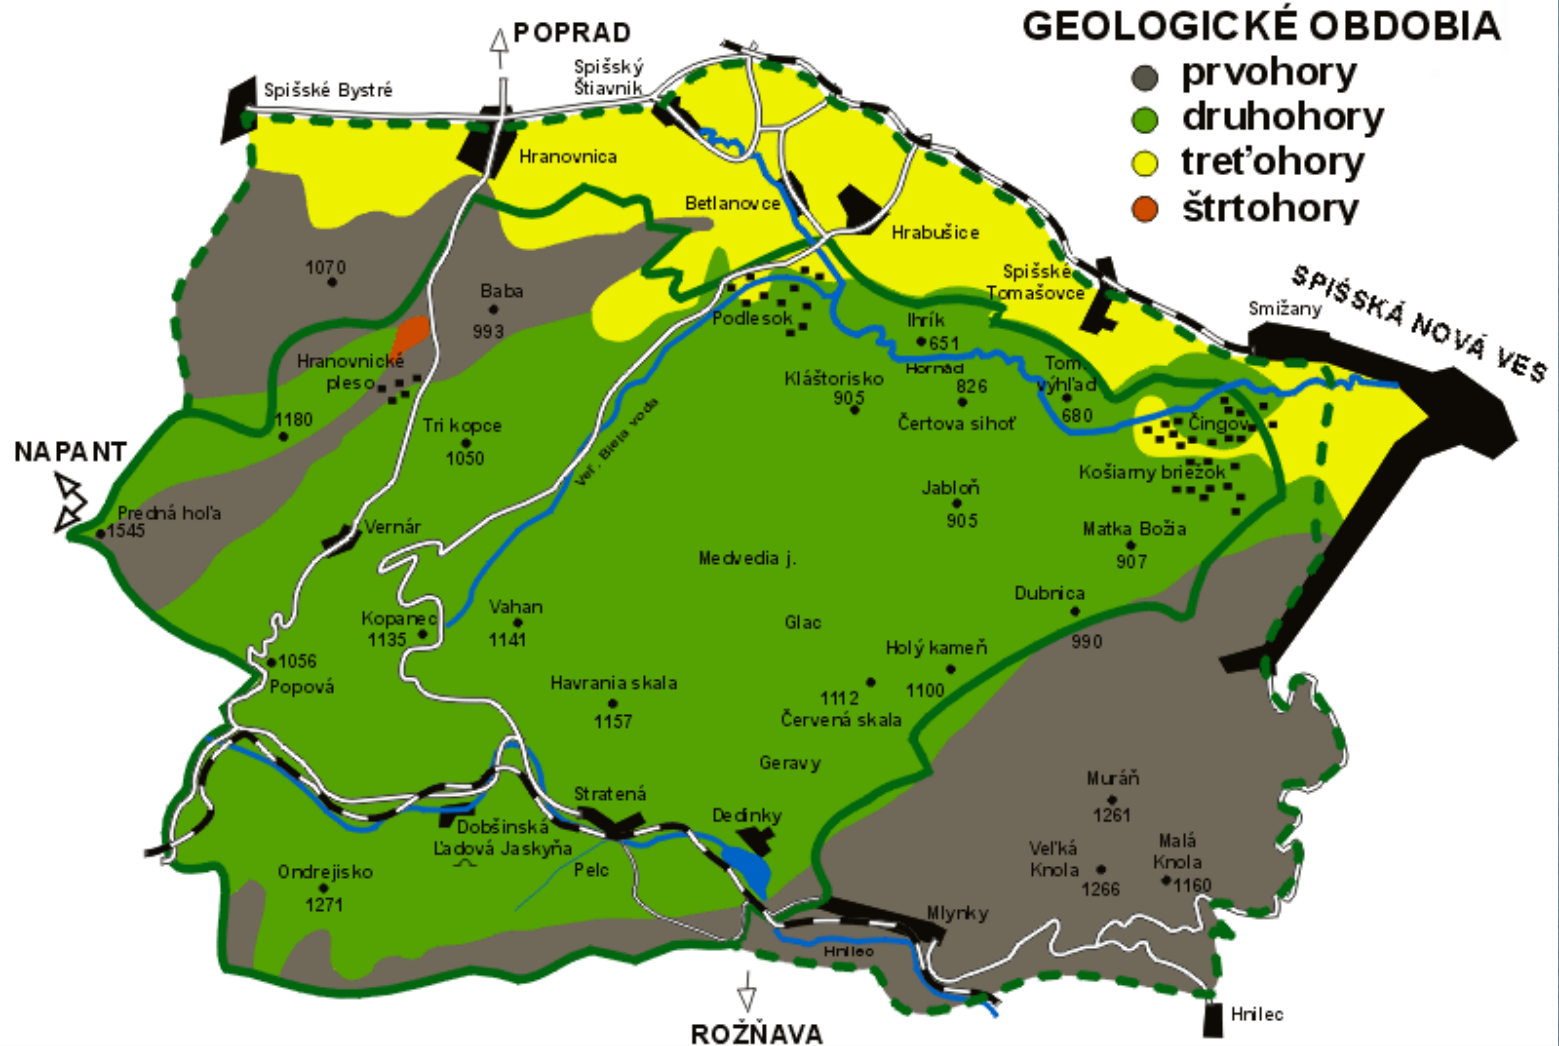 GEOLOGICKÉ OBDOBIA
prvohory
druhohory
treťohory
štrtohory
POPRAD
Spišské Bystré
Spišský
Štiavnik
Hranovnica
Betlanovce
Hrabušice
Spišské
Tomašovce
SPIŠSKÁ NOVÁ VES
Smižany
1070
Baba
993
Podlesok
Ihrík
651
Hornád
Hranovnické
pleso
Kláštorisko
905
826
Čertova sihoť
Tom.
výhľad
680
Čingov
1180
Tri kopce
1050
Veľ. Biela voda
Košiarny briežok
NAPANT
Jabloň
905
Predná hoľa
1545
Vernár
Matka Božia
907
Medvedia j.
Dubnica
990
Kopanec
1135
Vahan
1141
Glac
Holý kameň
1100
1056
Popová
Havrania skala
1157
1112
Červená skala
Geravy
Muráň
1261
Stratená
Dedinky
Dobšinská
Ľadová Jaskyňa
Pelc
Veľká
Knola
1266
Malá
Knola
1160
Ondrejisko
1271
Mlynky
Hnilec
Hnilec
ROŽŇAVA